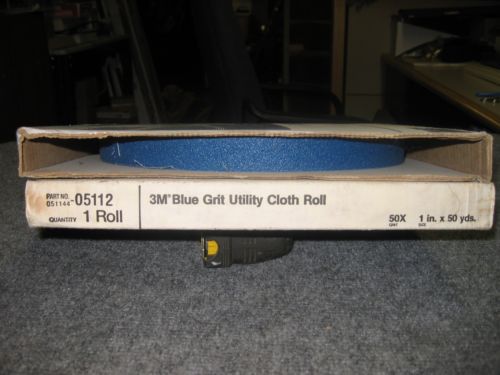 PART NO. 05112
051144-
QUANTITY 1 Roll
3M* Blue Grit Utility Cloth Roll
50X 1 in. x 50 yds.
GRIT SIZE